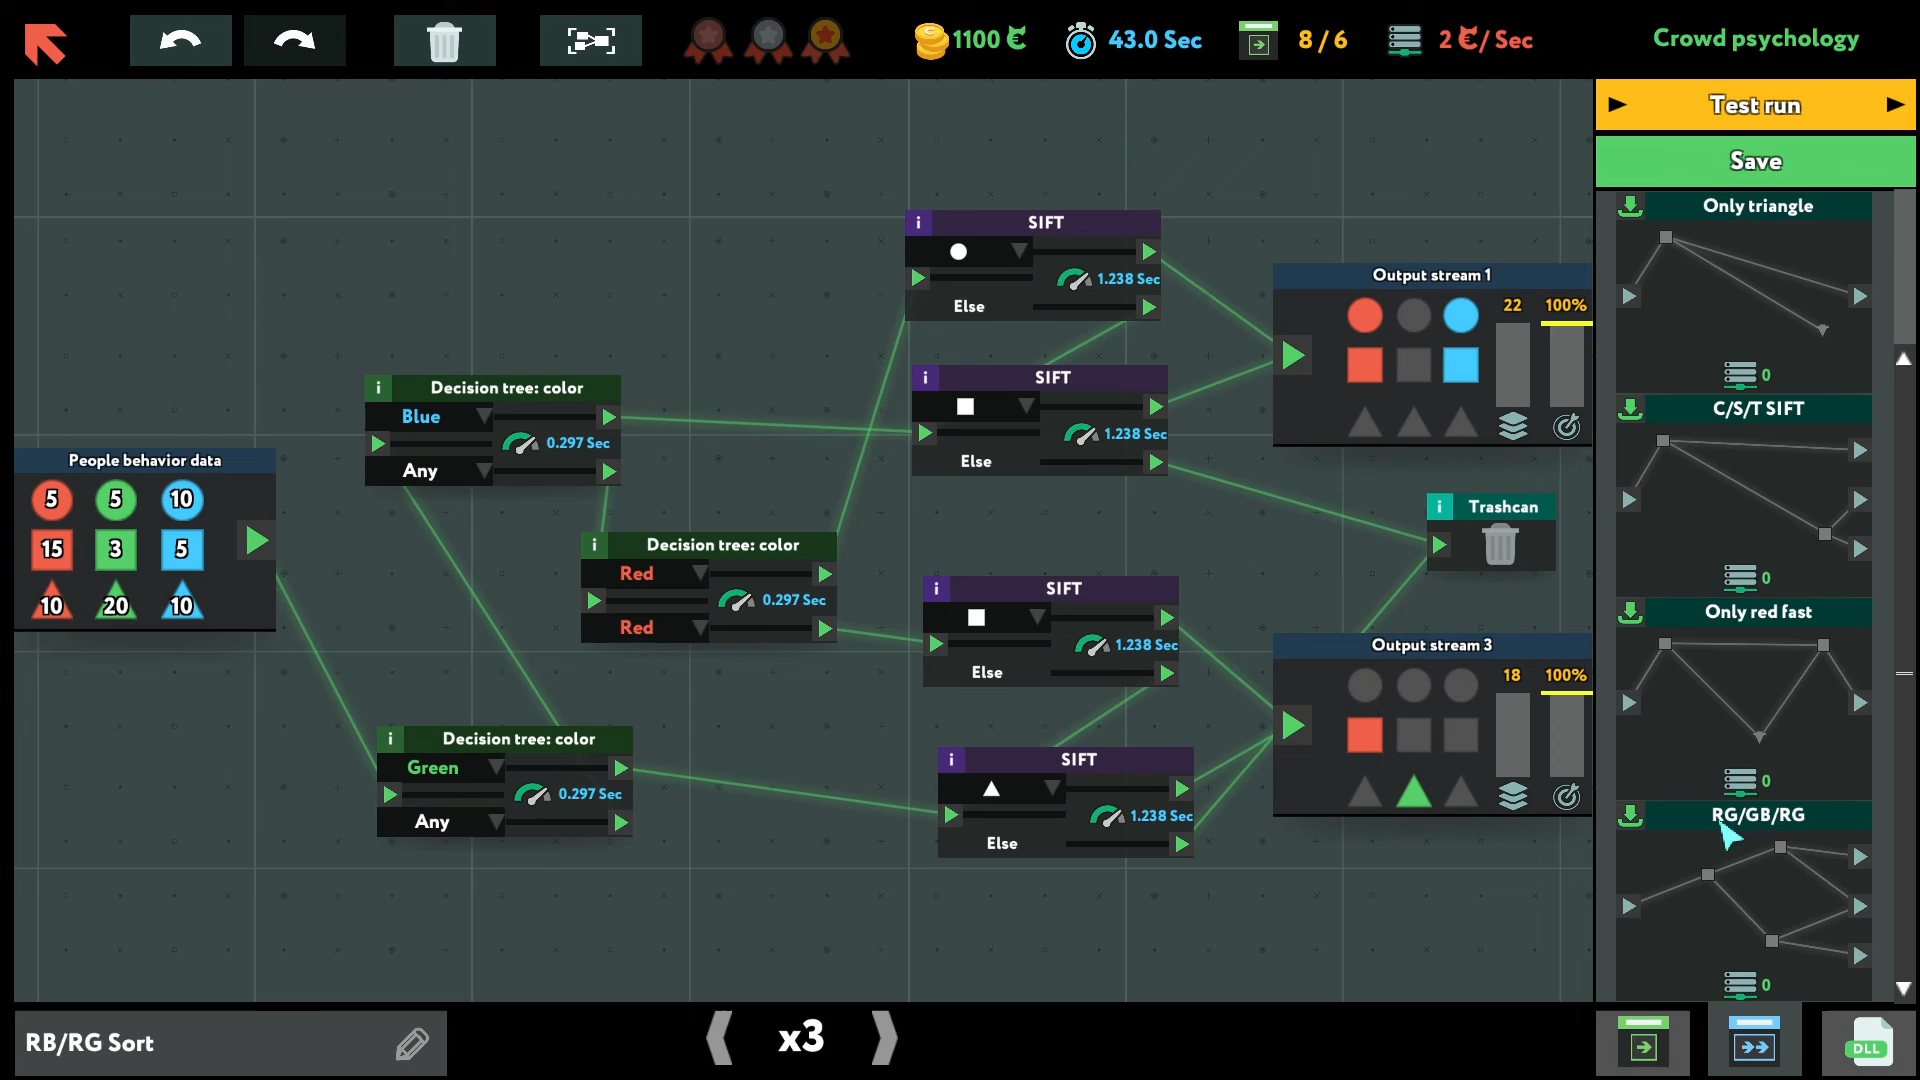 1100
43.0 Sec
8 / 6
2 / Sec
Crowd psychology
Test run
Save
Only triangle
0
C/S/T SIFT
0
Only red fast
0
RG/GB/RG
0
DLL
People behavior data
5
5
10
15
3
5
10
20
10
i
Decision tree: color
Blue
0.297 Sec
Any
i
Decision tree: color
Red
0.297 Sec
Red
i
Decision tree: color
Green
0.297 Sec
Any
i
SIFT
1.238 Sec
Else
i
SIFT
1.238 Sec
Else
i
SIFT
1.238 Sec
Else
i
SIFT
1.238 Sec
Else
Output stream 1
22
100%
i
Trashcan
Output stream 3
18
100%
RB/RG Sort
x3